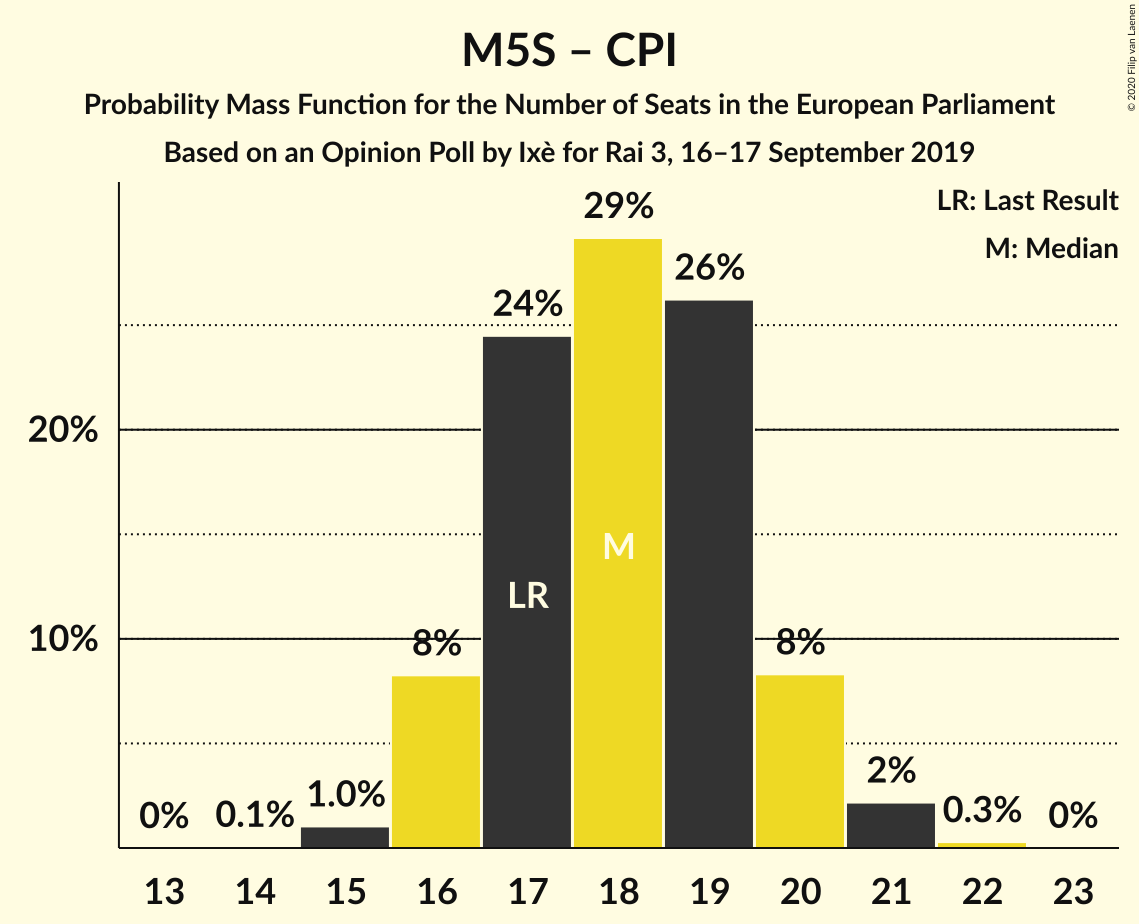 M5S – CPI
Probability Mass Function for the Number of Seats in the European Parliament
Based on an Opinion Poll by Ixè for Rai 3, 16–17 September 2019
© 2020 Filip van Laenen
LR: Last Result
M: Median
20%
10%
0%
0.1%
1.0%
8%
24%
29%
26%
8%
2%
0.3%
0%
LR
M
13 14 15 16 17 18 19 20 21 22 23